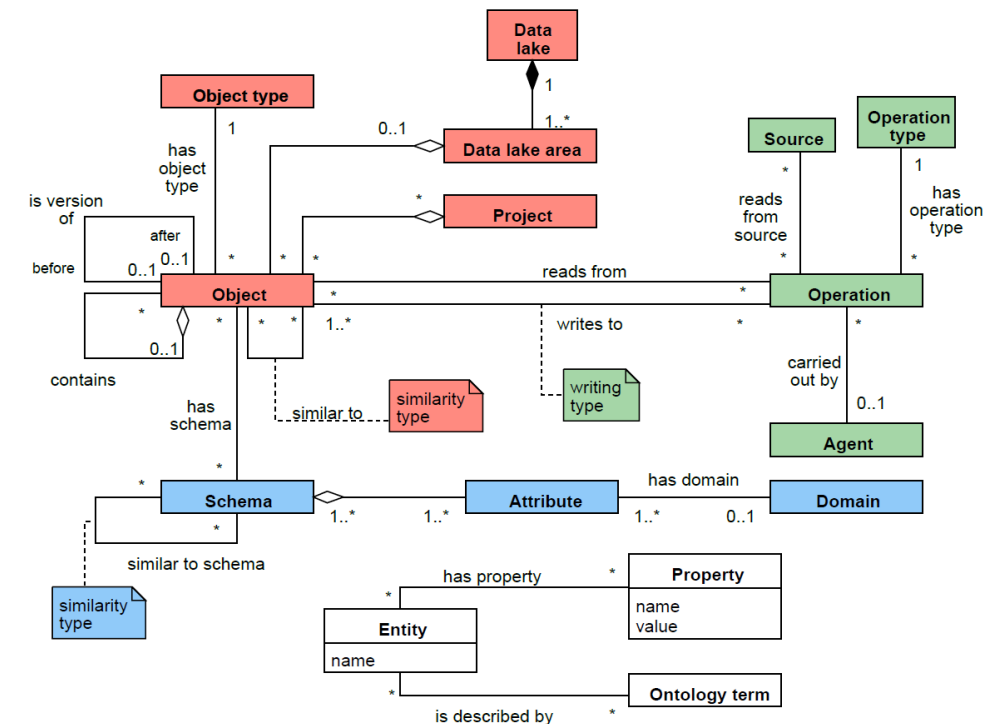 Data
lake
1
1..*
Object type
1
0..1
Data lake area
has
object
type
*
Project
Source
Operation
type
*
1
reads
from
source
has
operation
type
is version
of
after
0..1
before
0..1
*
*
*
*
*
Object
reads from
*
*
Operation
*
*
*
*
1..*
writes to
*
*
0..1
contains
carried
out by
0..1
similarity
type
similar to
writing
type
has
schema
Agent
*
*
Schema
1..*
1..*
Attribute
has domain
1..*
0..1
Domain
*
similar to schema
similarity
type
has property
*
*
Property
name
value
Entity
name
*
is described by
*
Ontology term